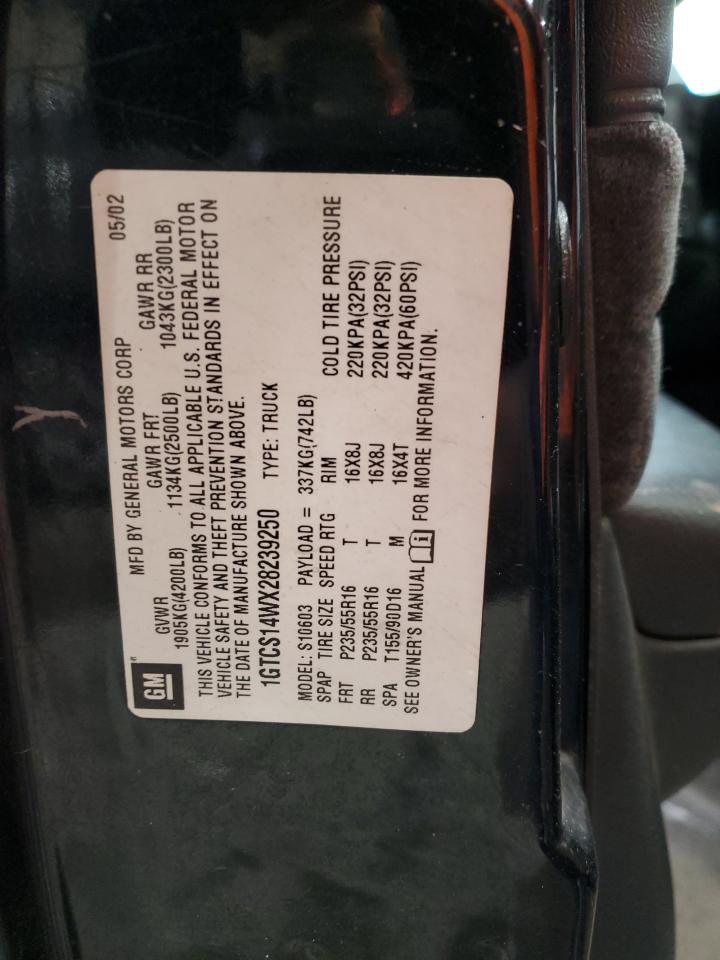 GM
MFD BY GENERAL MOTORS CORP 05/02
GVWR GAWR FRT GAWR RR
1905KG(4200LB) 1134KG(2500LB) 1043KG(2300LB)
THIS VEHICLE CONFORMS TO ALL APPLICABLE U.S. FEDERAL MOTOR
VEHICLE SAFETY AND THEFT PREVENTION STANDARDS IN EFFECT ON
THE DATE OF MANUFACTURE SHOWN ABOVE.
1GTCS14WX28239250 TYPE: TRUCK
MODEL: S10603 PAYLOAD = 337KG(742LB)
SPAP TIRE SIZE SPEED RTG RIM COLD TIRE PRESSURE
FRT P235/55R16 T 16X8J 220KPA(32PSI)
RR P235/55R16 T 16X8J 220KPA(32PSI)
SPA T155/90D16 M 16X4T 420KPA(60PSI)
SEE OWNER'S MANUAL FOR MORE INFORMATION.